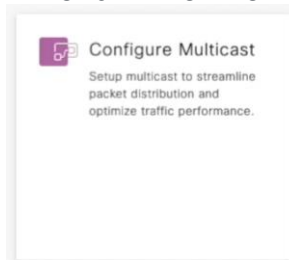 Configure Multicast
Setup multicast to streamline
packet distribution and
optimize traffic performance.